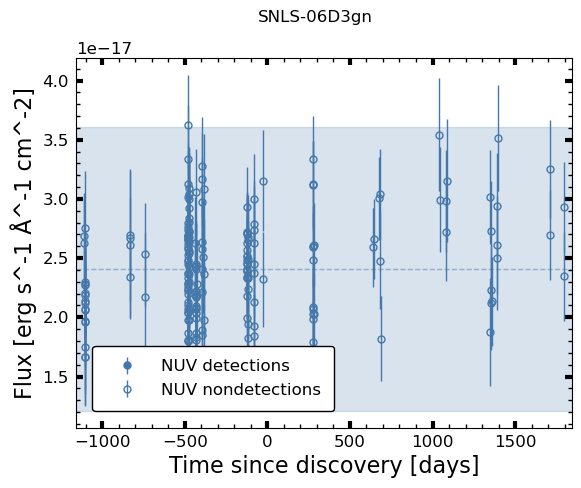 SNLS-06D3gn
1e−17
4.0
3.5
3.0
2.5
2.0
1.5
Flux [erg s^-1 Å^-1 cm^-2]
NUV detections
NUV nondetections
−1000 −500 0 500 1000 1500
Time since discovery [days]